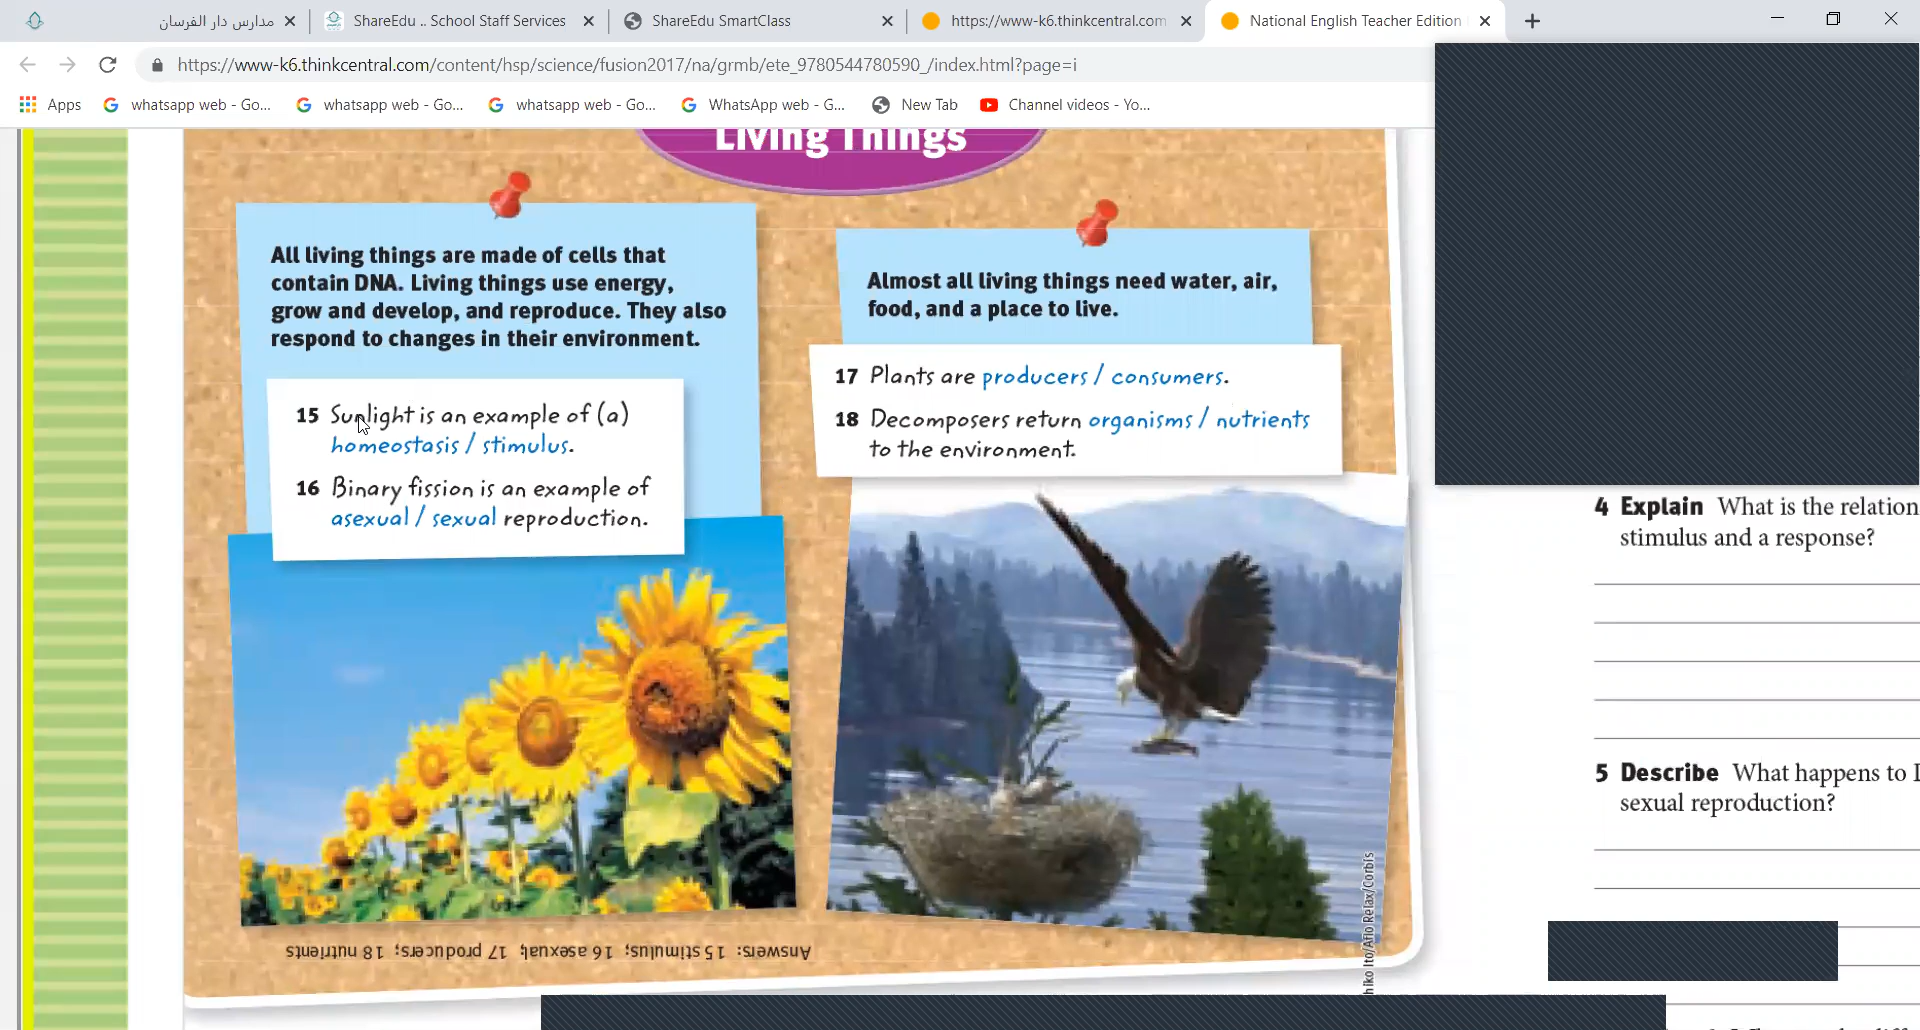 مدارس دار الفرسان
ShareEdu .. School Staff Services
ShareEdu SmartClass
https://www-k6.thinkcentral.com
National English Teacher Edition
https://www-k6.thinkcentral.com/content/hsp/science/fusion2017/na/grmb/ete_9780544780590_/index.html?page=i
Apps
whatsapp web - Go...
whatsapp web - Go...
whatsapp web - Go...
WhatsApp web - G...
New Tab
Channel videos - Yo...
Living Things
All living things are made of cells that
contain DNA. Living things use energy,
grow and develop, and reproduce. They also
respond to changes in their environment.
15 Sunlight is an example of (a)
homeostasis / stimulus.
16 Binary fission is an example of
asexual / sexual reproduction.
Almost all living things need water, air,
food, and a place to live.
17 Plants are producers / consumers.
18 Decomposers return organisms / nutrients
to the environment.
Answers: 15 stimulus; 16 asexual; 17 producers; 18 nutrients
hiko Ito/Aflo Relax/Corbis
4 Explain What is the relation
stimulus and a response?
5 Describe What happens to
sexual reproduction?